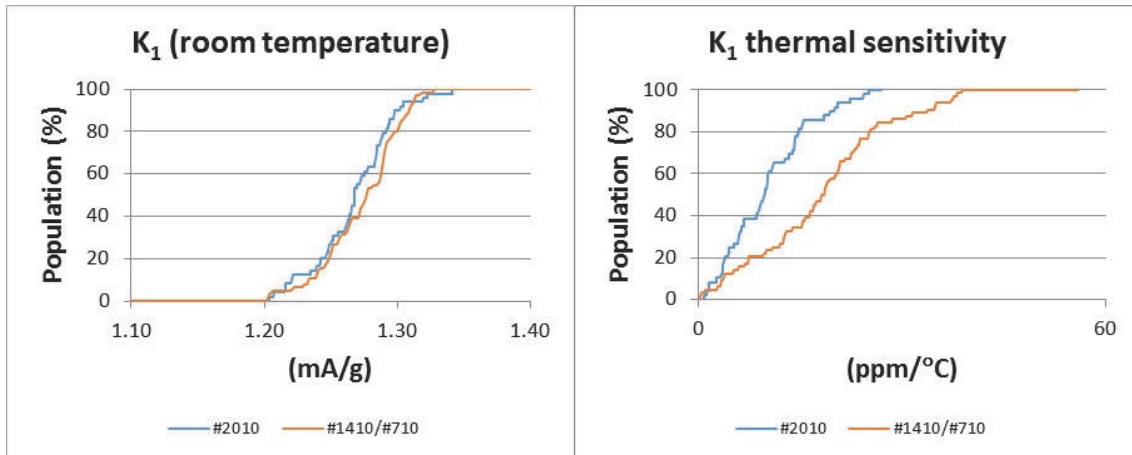 K₁ (room temperature)
Population (%)
100
80
60
40
20
0
1.10 1.20 1.30 1.40
(mA/g)
#2010 #1410/#710
K₁ thermal sensitivity
Population (%)
100
80
60
40
20
0
0 60
(ppm/°C)
#2010 #1410/#710